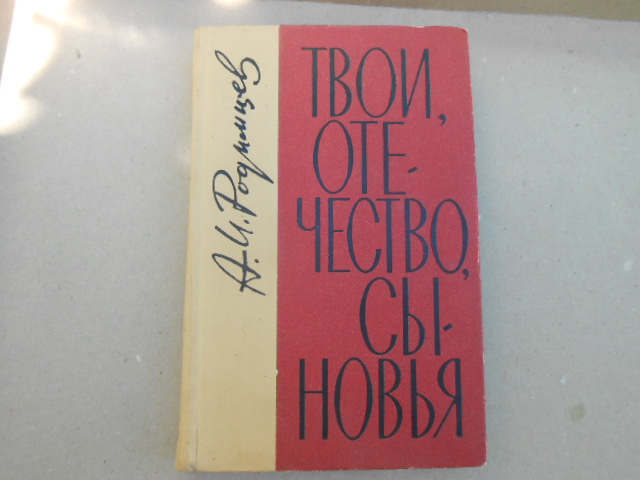 А. И. Родимцев
ТВОИ,
ОТЕ-
ЧЕСТВО,
СЫ-
НОВЬЯ